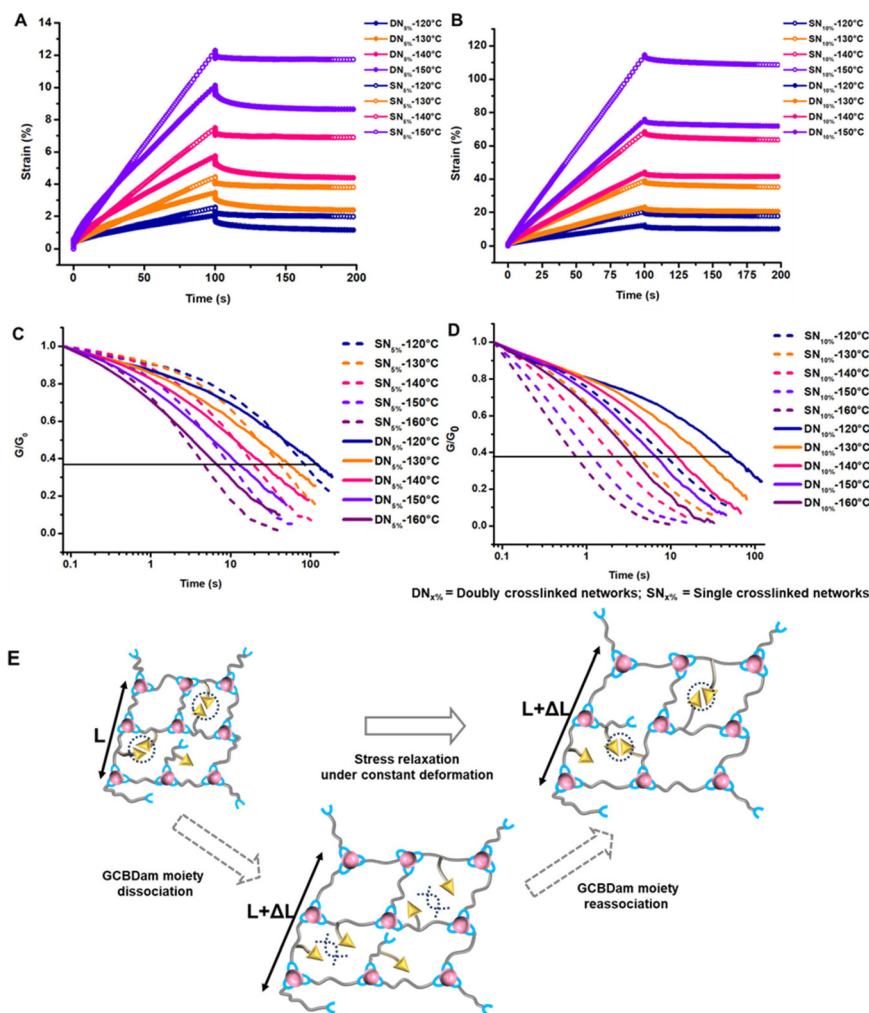 A
Strain (%)
14
12
10
8
6
4
2
0
0
50
100
150
200
Time (s)
DN5%-120°C
DN5%-130°C
DN5%-140°C
DN5%-150°C
SN5%-120°C
SN5%-130°C
SN5%-140°C
SN5%-150°C
B
Strain (%)
120
100
80
60
40
20
0
0
25
50
75
100
125
150
175
200
Time (s)
SN10%-120°C
SN10%-130°C
SN10%-140°C
SN10%-150°C
DN10%-120°C
DN10%-130°C
DN10%-140°C
DN10%-150°C
C
G/G0
1.0
0.8
0.6
0.4
0.2
0.0
0.1
1
10
100
Time (s)
SN5%-120°C
SN5%-130°C
SN5%-140°C
SN5%-150°C
SN5%-160°C
DN5%-120°C
DN5%-130°C
DN5%-140°C
DN5%-150°C
DN5%-160°C
D
G/G0
1.0
0.8
0.6
0.4
0.2
0.0
0.1
1
10
100
Time (s)
SN10%-120°C
SN10%-130°C
SN10%-140°C
SN10%-150°C
SN10%-160°C
DN10%-120°C
DN10%-130°C
DN10%-140°C
DN10%-150°C
DN10%-160°C
DNx% = Doubly crosslinked networks; SNx% = Single crosslinked networks
E
L
Stress relaxation
under constant deformation
L+ΔL
GCBDam moiety
dissociation
L+ΔL
GCBDam moiety
reassociation